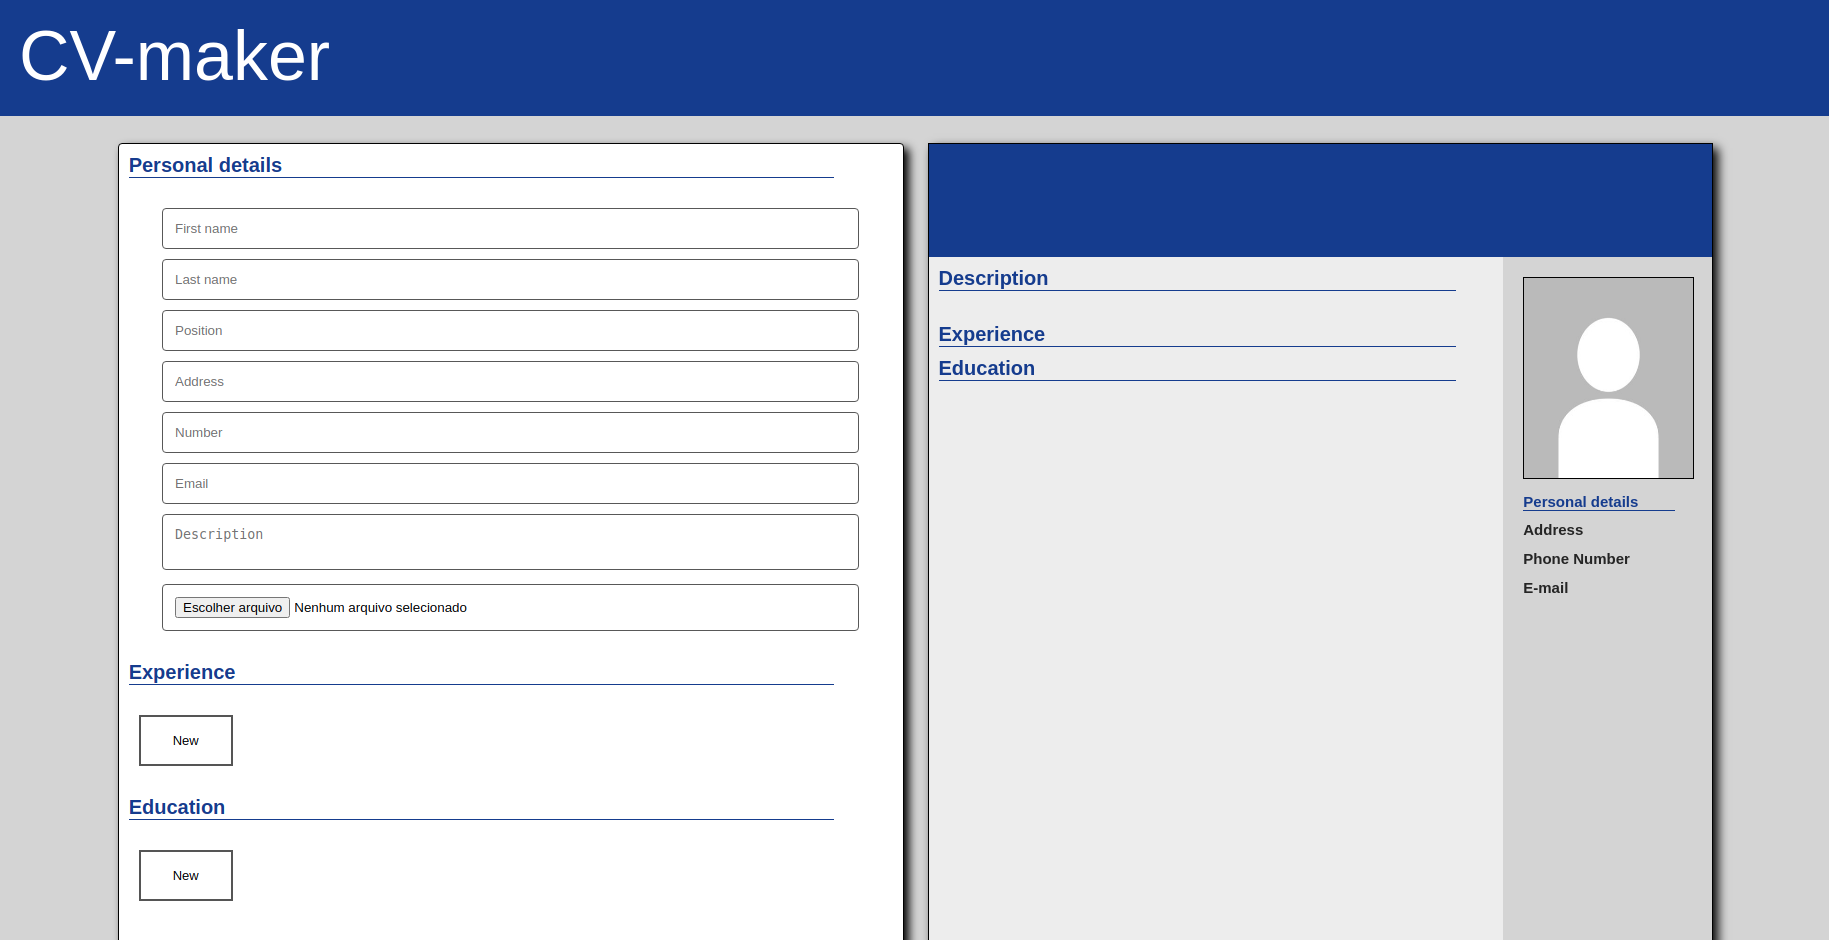 CV-maker
Personal details
First name
Last name
Position
Address
Number
Email
Description
Escolher arquivo Nenhum arquivo selecionado
Experience
New
Education
New
Description
Experience
Education
Personal details
Address
Phone Number
E-mail